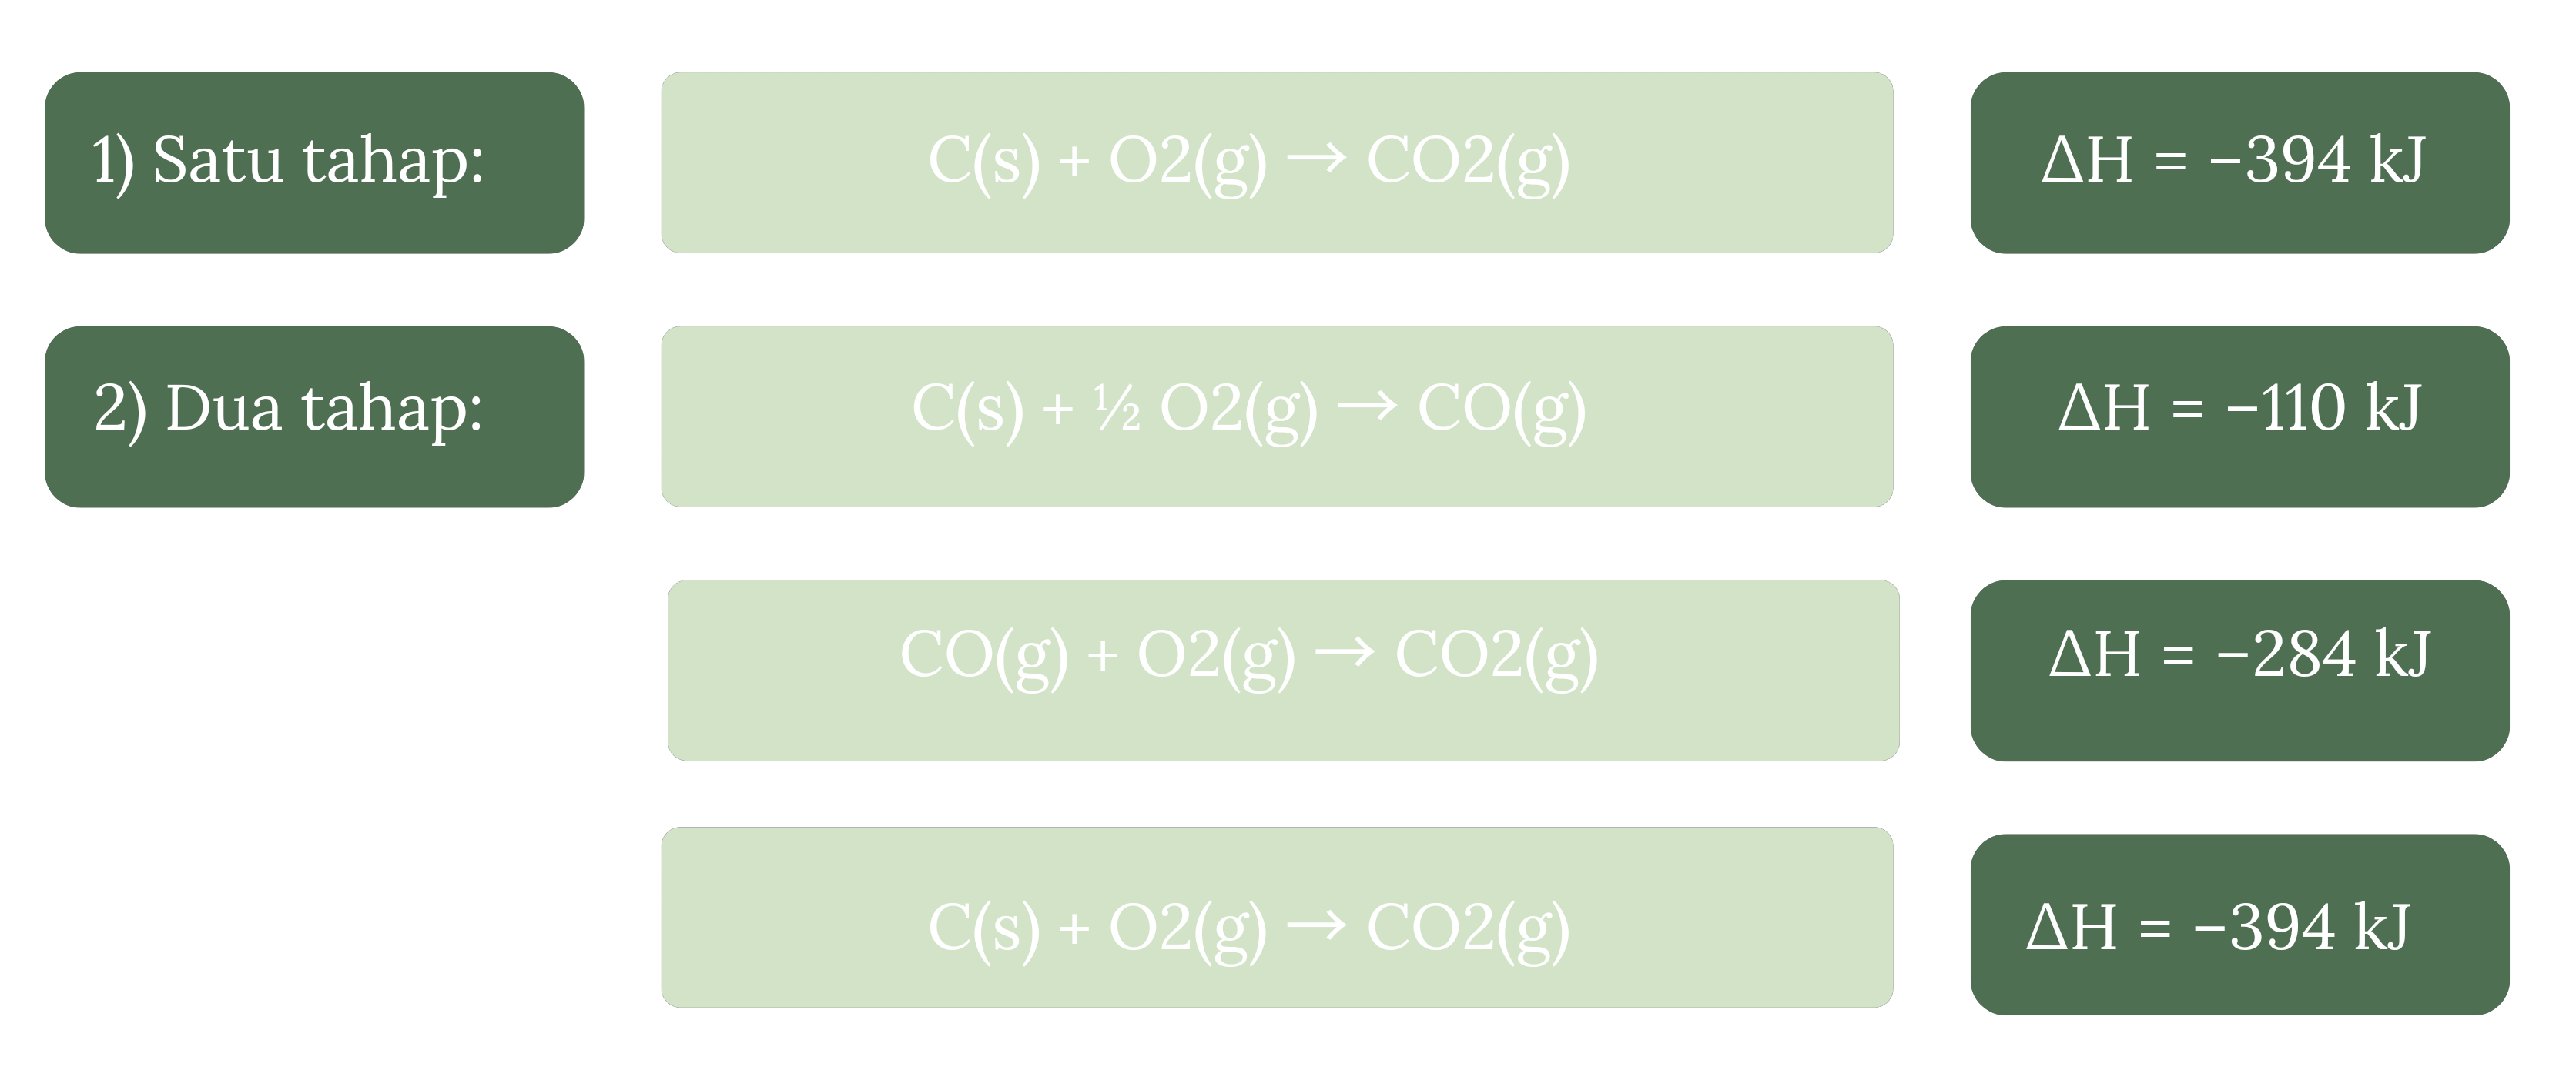 1) Satu tahap: C(s) + O2(g) → CO2(g) ΔH = –394 kJ
2) Dua tahap: C(s) + ½ O2(g) → CO(g) ΔH = –110 kJ
CO(g) + O2(g) → CO2(g) ΔH = –284 kJ
C(s) + O2(g) → CO2(g) ΔH = –394 kJ